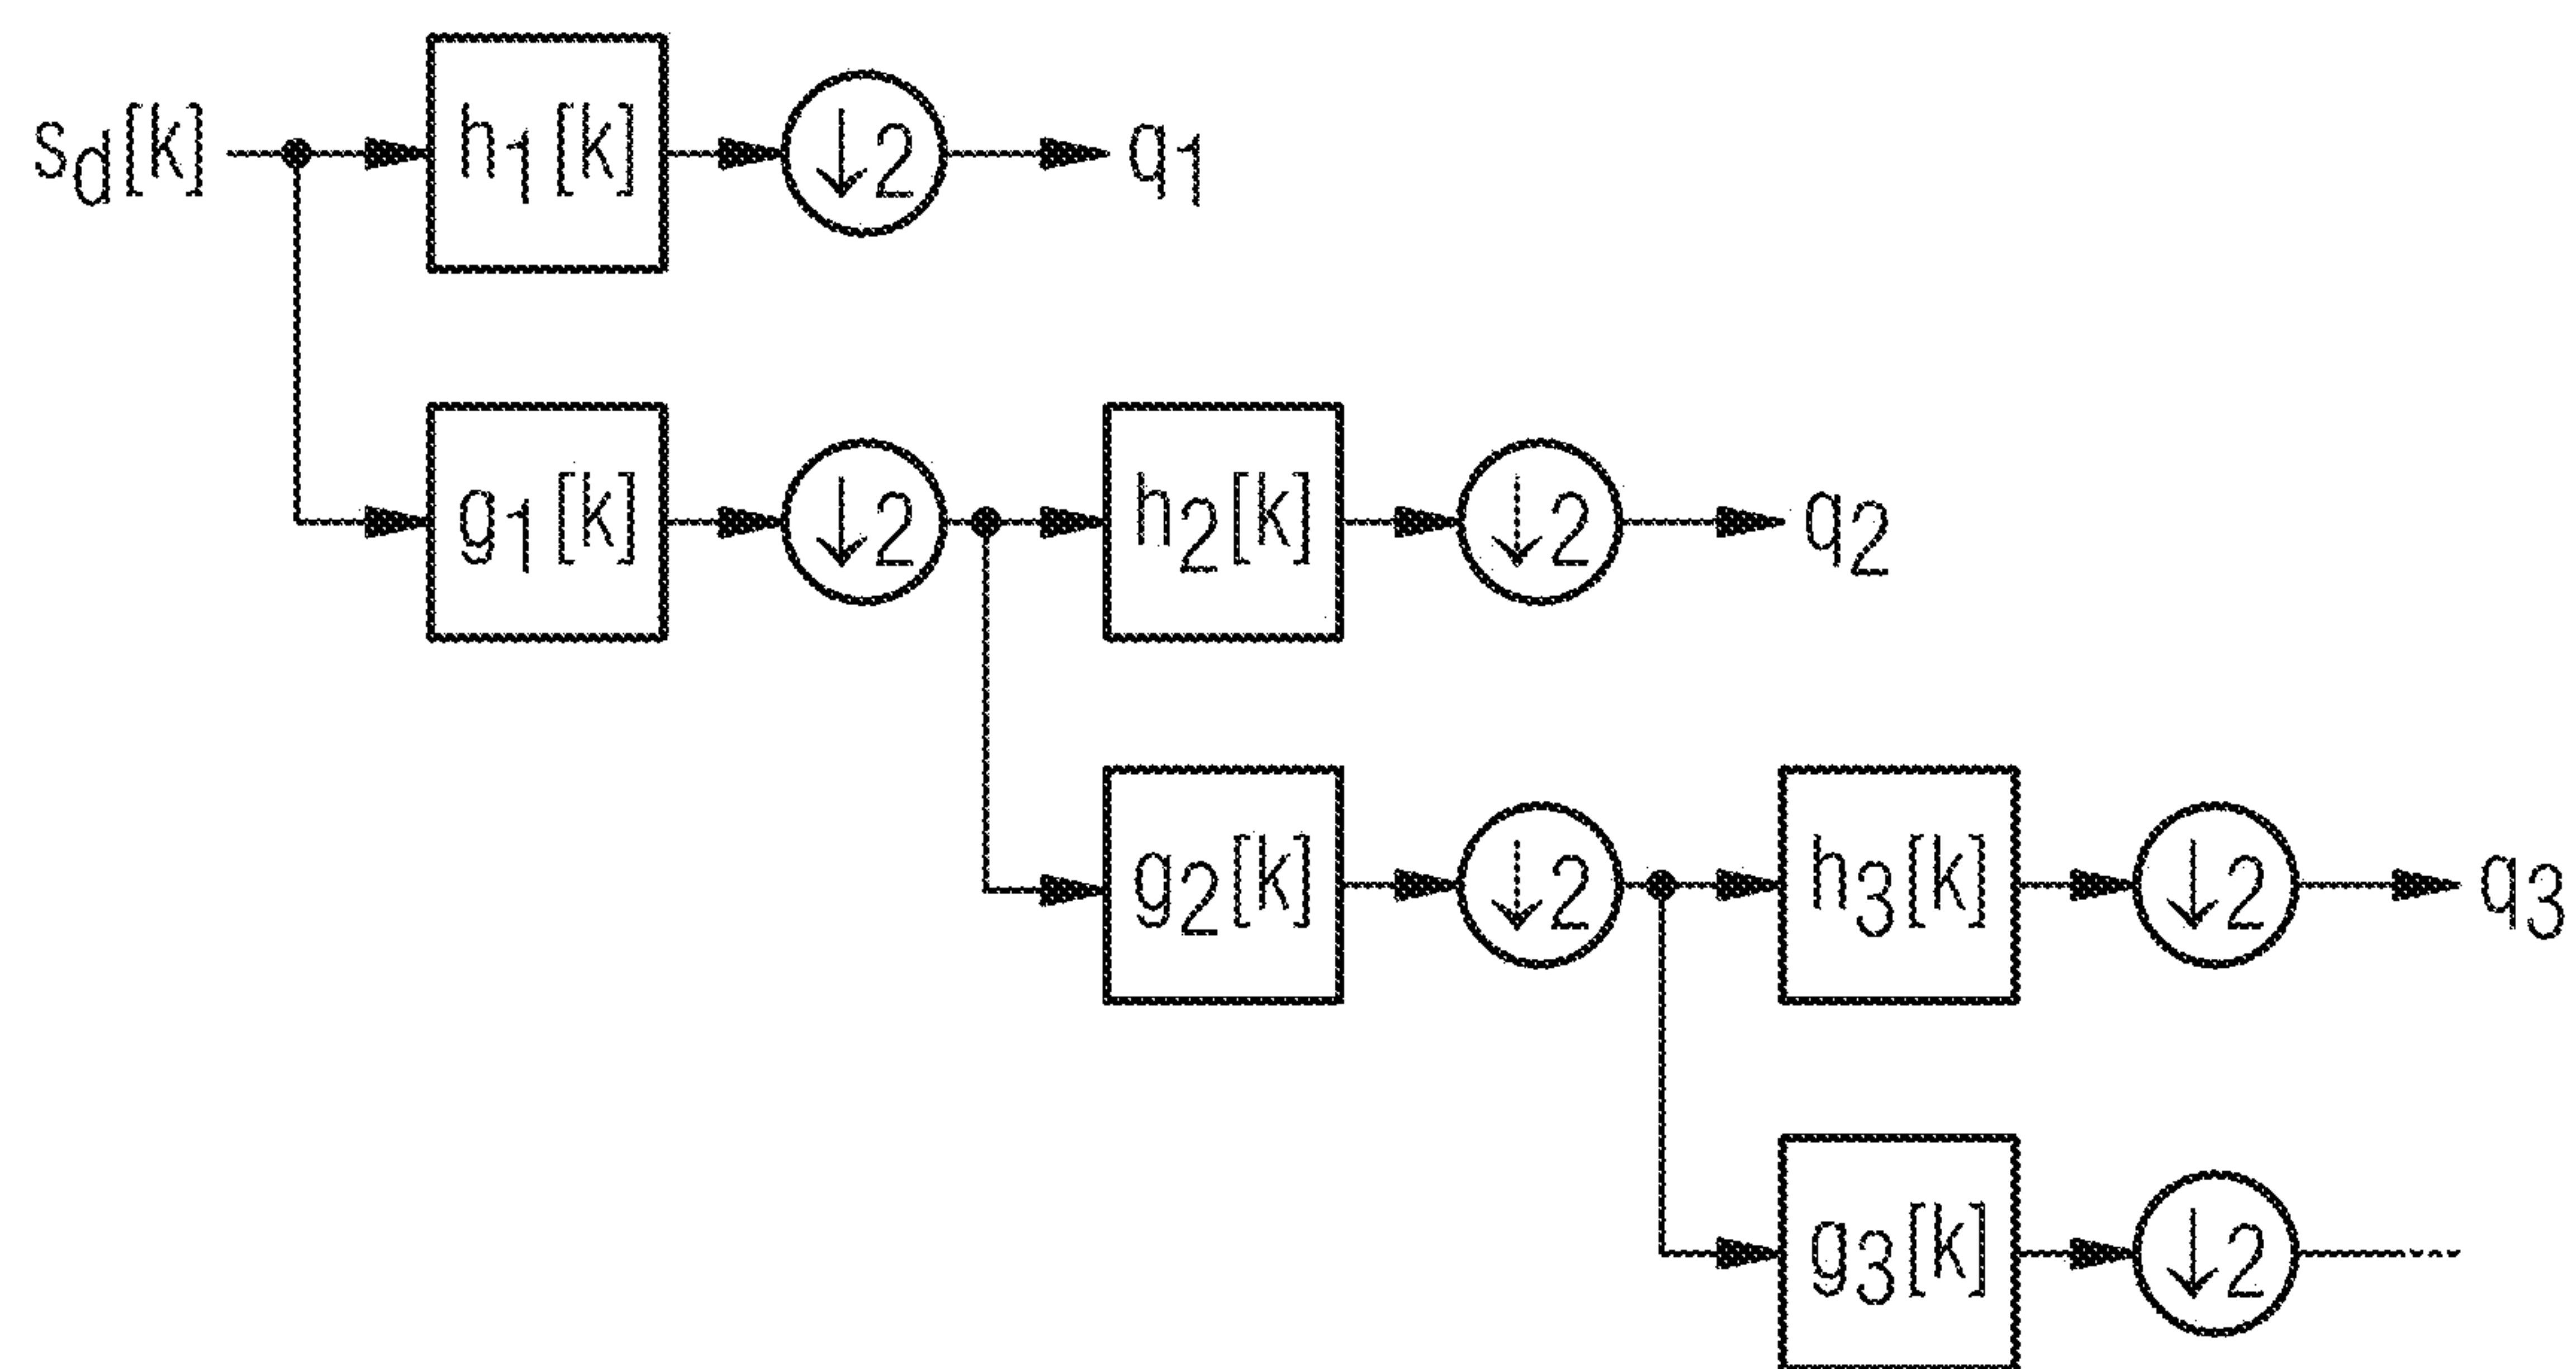 s_d[k] h_1[k] ↓2 q_1
g_1[k] ↓2 h_2[k] ↓2 q_2
g_2[k] ↓2 h_3[k] ↓2 q_3
g_3[k] ↓2